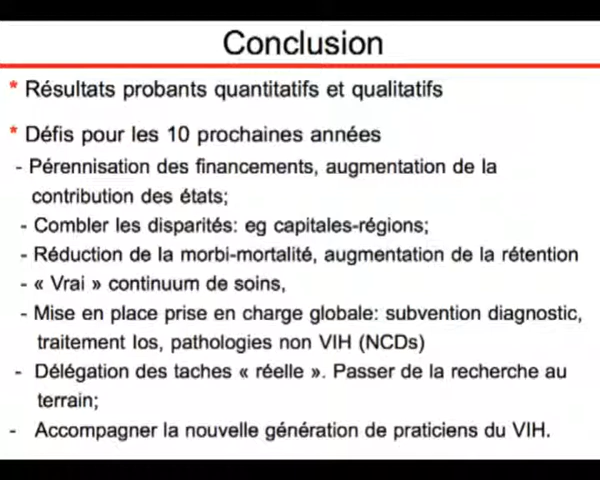 Conclusion
* Résultats probants quantitatifs et qualitatifs
* Défis pour les 10 prochaines années
- Pérennisation des financements, augmentation de la
contribution des états;
- Combler les disparités: eg capitales-régions;
- Réduction de la morbi-mortalité, augmentation de la rétention
- « Vrai » continuum de soins,
- Mise en place prise en charge globale: subvention diagnostic,
traitement Ios, pathologies non VIH (NCDs)
- Délégation des taches « réelle ». Passer de la recherche au
terrain;
- Accompagner la nouvelle génération de praticiens du VIH.